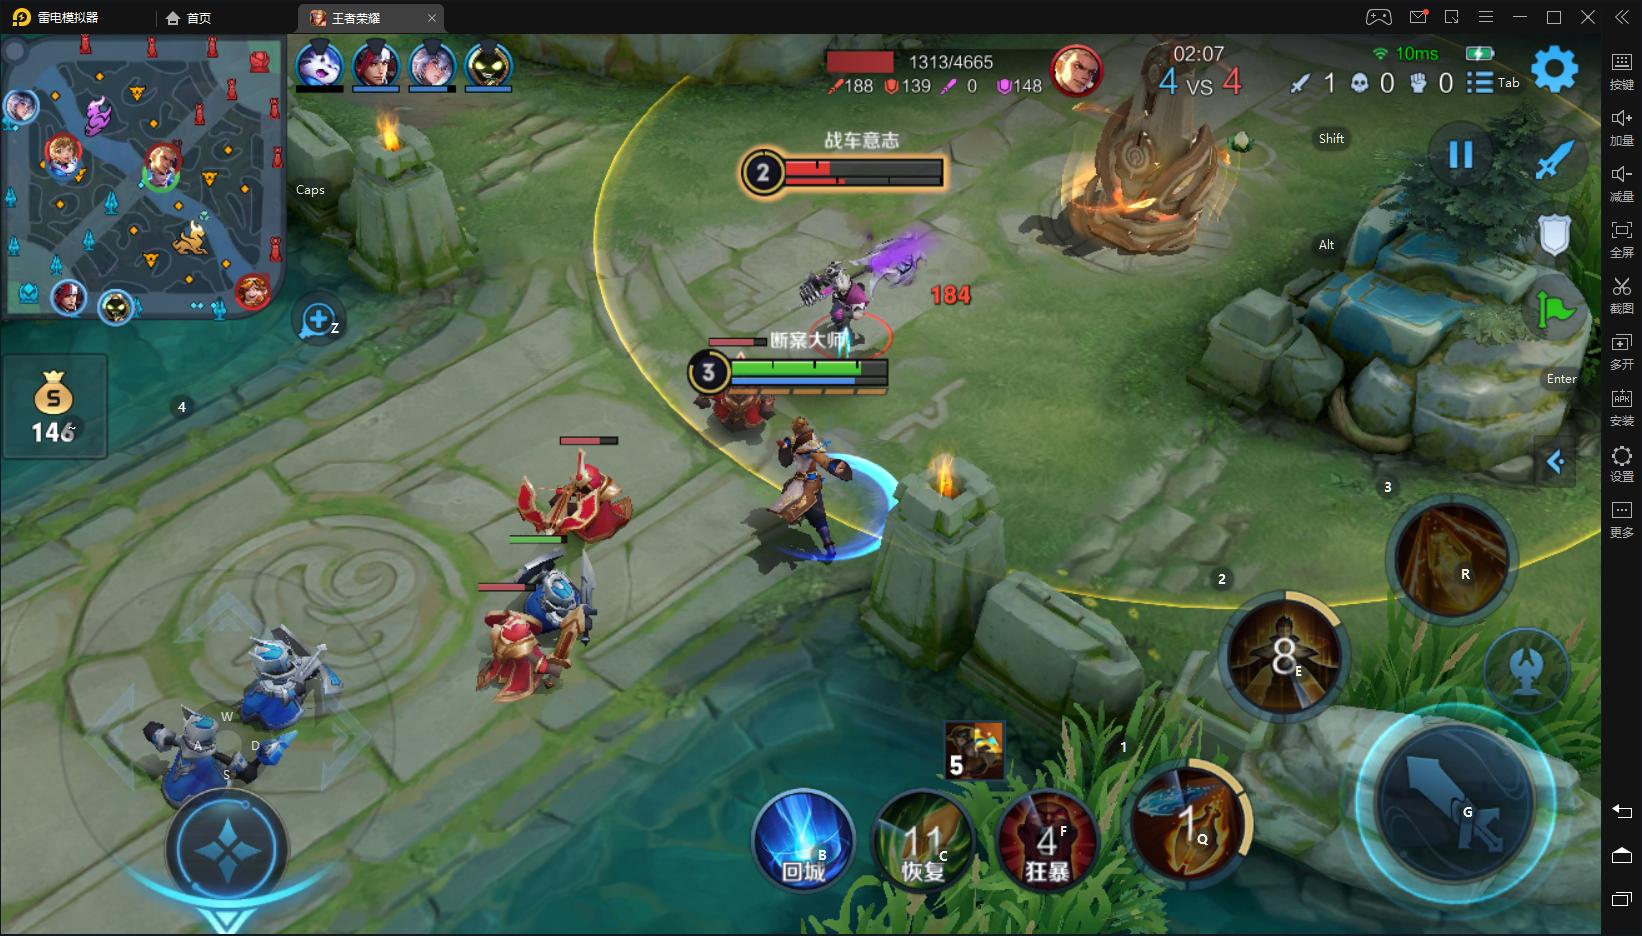 雷电模拟器
首页
王者荣耀
1313/4665
188 139 0 148
02:07
4 VS 4
10ms
1 0 0 Tab
Shift
Caps
战车意志
2
Alt
184
Z
断案大师
3
Enter
S
146
4
3
R
2
8
E
W
A D
S
1
5
1
Q
G
B
回城
11
C
恢复
4
F
狂暴
按键
加量
减量
全屏
截图
多开
APK
安装
设置
更多